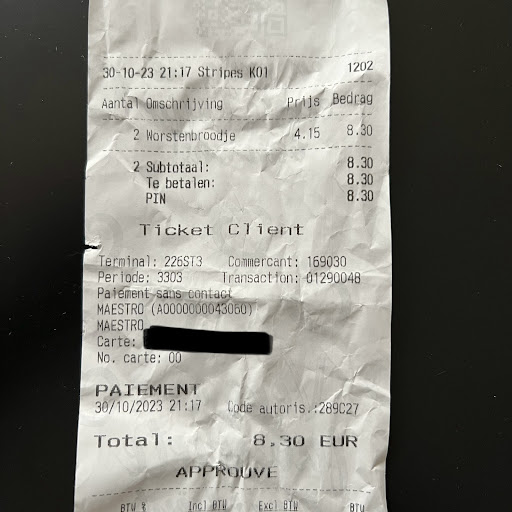 30-10-23 21:17 Stripes K01 1202
Aantal Omschrijving Prijs Bedrag
2 Worstenbroodje 4.15 8.30
2 Subtotaal: 8.30
Te betalen: 8.30
PIN 8.30
Ticket Client
Terminal: 226ST3 Commercant: 169030
Periode: 3303 Transaction: 01290048
Paiement sans contact
MAESTRO (A0000000043060)
MAESTRO
Carte:
No. carte: 00
PAIEMENT
30/10/2023 21:17 Code autoris.:289C27
Total: 8,30 EUR
APPROUVE
BTW % Incl BTW Excl BTW BTW